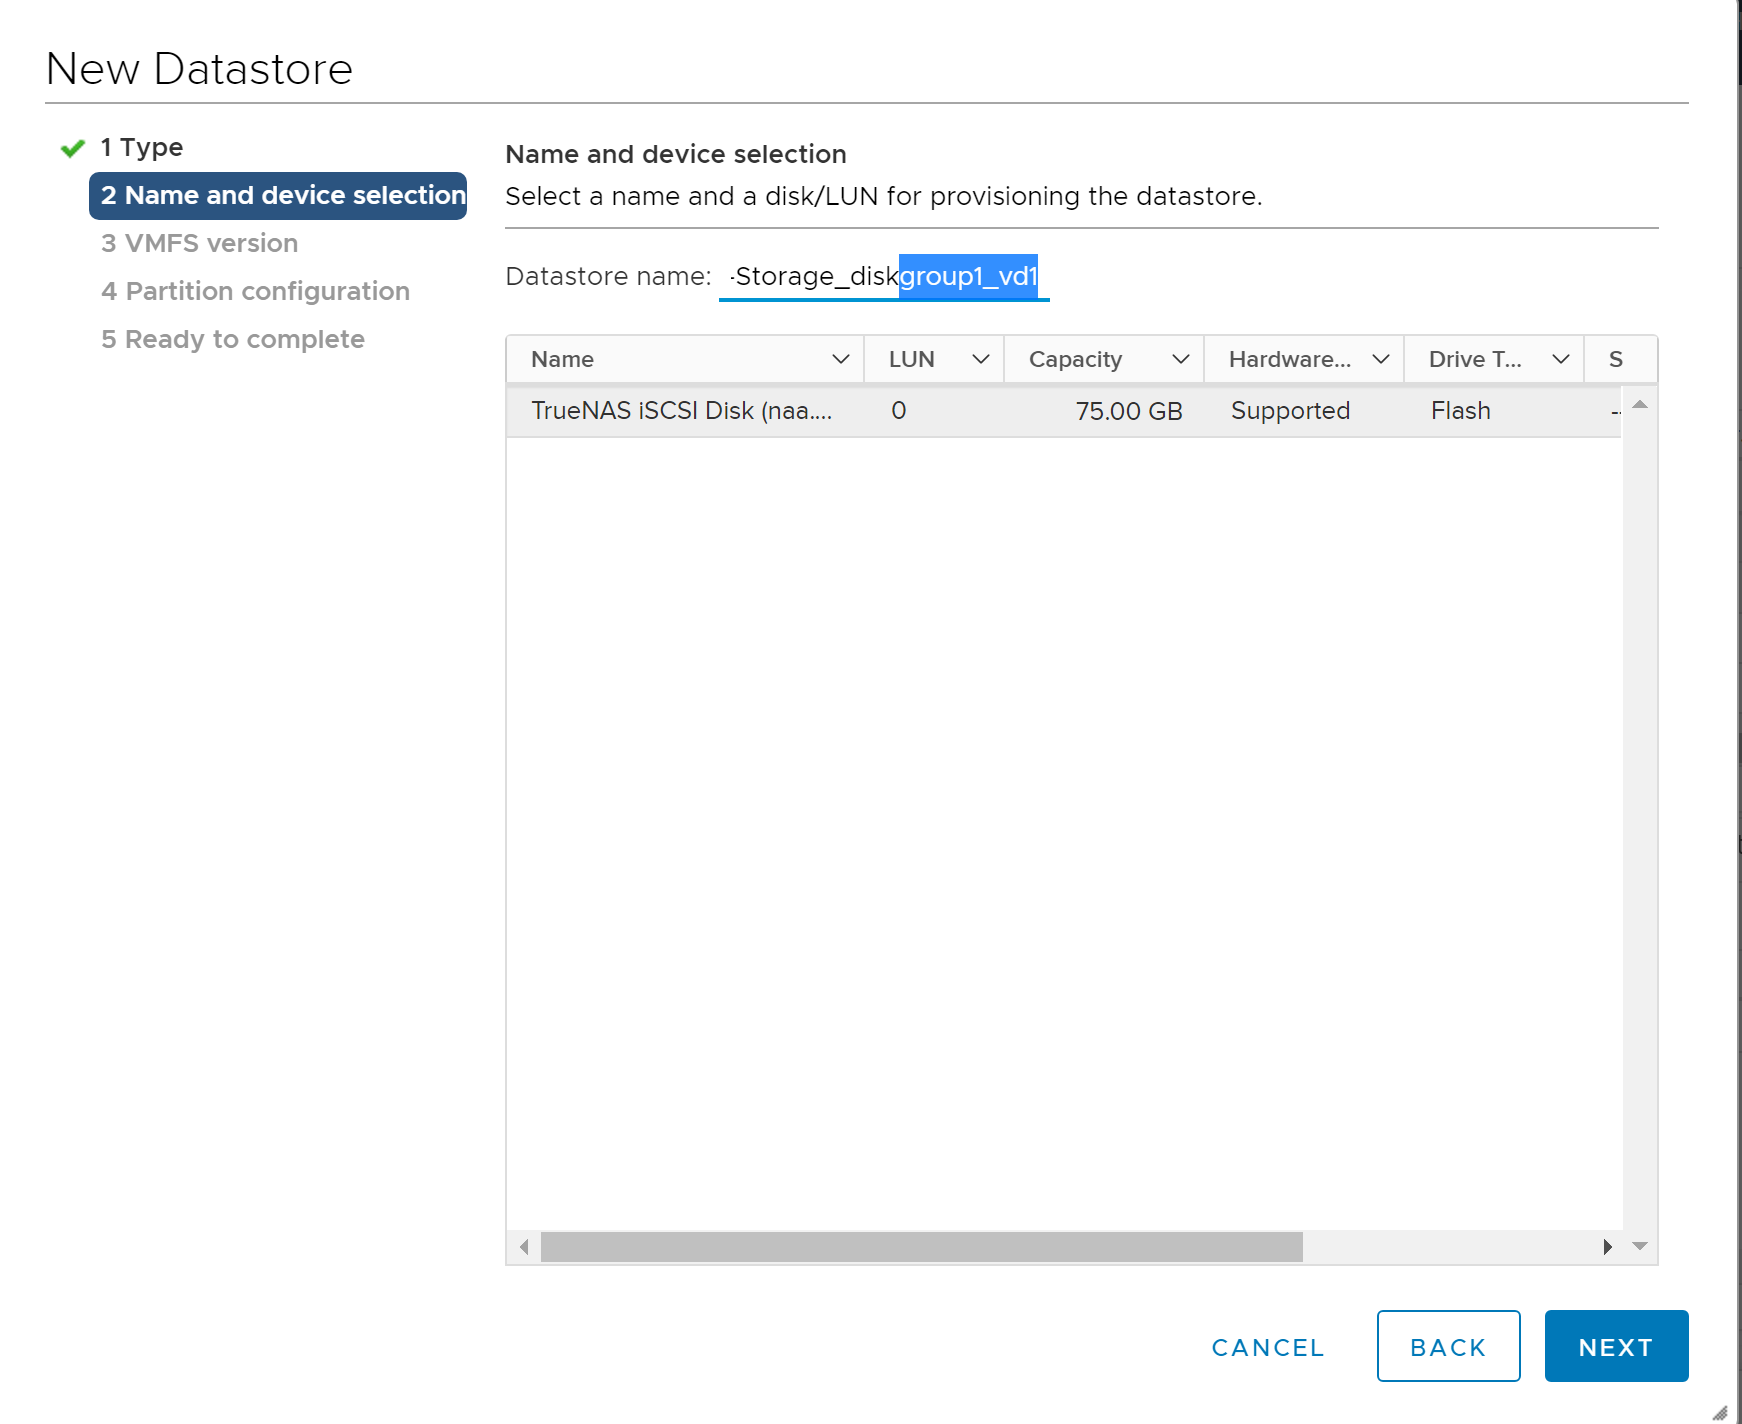 New Datastore
1 Type
2 Name and device selection
3 VMFS version
4 Partition configuration
5 Ready to complete
Name and device selection
Select a name and a disk/LUN for provisioning the datastore.
Datastore name: -Storage_diskgroup1_vd1
Name LUN Capacity Hardware... Drive T... S
TrueNAS iSCSI Disk (naa.... 0 75.00 GB Supported Flash --
CANCEL BACK NEXT